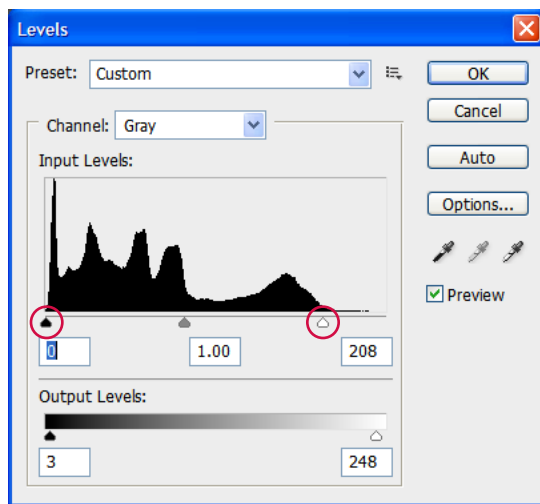 Levels
Preset: Custom
OK
Cancel
Auto
Options...
Preview
Channel: Gray
Input Levels:
0 1.00 208
Output Levels:
3 248